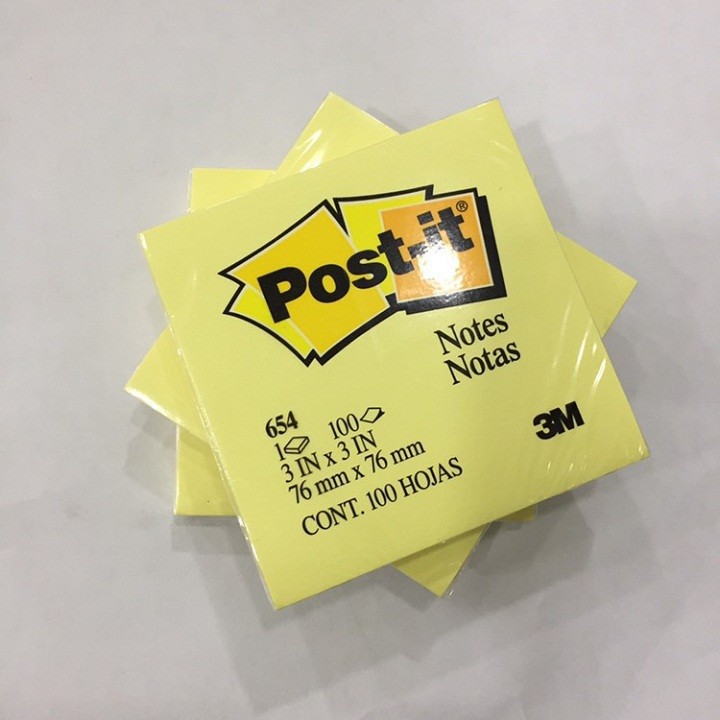 Post-it®
Notes
Notas
654
1 100
3 IN x 3 IN
76 mm x 76 mm
CONT. 100 HOJAS
3M